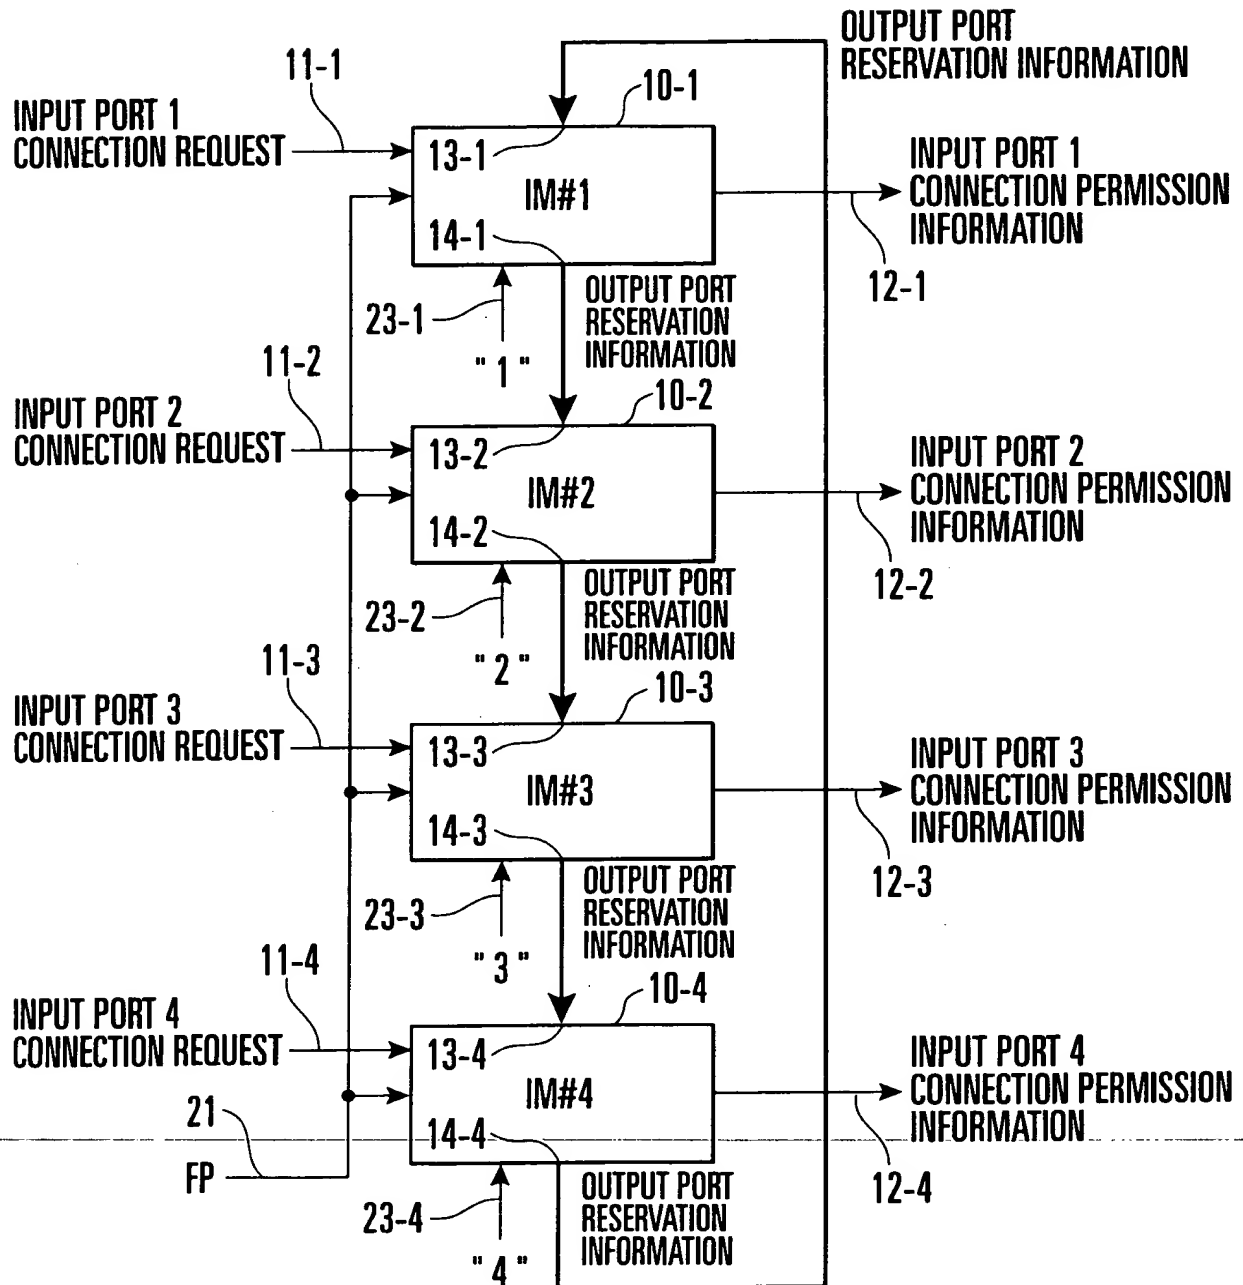 OUTPUT PORT
RESERVATION INFORMATION
11-1
10-1
INPUT PORT 1
CONNECTION REQUEST
13-1
IM#1
14-1
INPUT PORT 1
CONNECTION PERMISSION
INFORMATION
12-1
23-1
" 1 "
OUTPUT PORT
RESERVATION
INFORMATION
11-2
10-2
INPUT PORT 2
CONNECTION REQUEST
13-2
IM#2
14-2
INPUT PORT 2
CONNECTION PERMISSION
INFORMATION
12-2
23-2
" 2 "
OUTPUT PORT
RESERVATION
INFORMATION
11-3
10-3
INPUT PORT 3
CONNECTION REQUEST
13-3
IM#3
14-3
INPUT PORT 3
CONNECTION PERMISSION
INFORMATION
12-3
23-3
" 3 "
OUTPUT PORT
RESERVATION
INFORMATION
11-4
10-4
INPUT PORT 4
CONNECTION REQUEST
13-4
IM#4
14-4
INPUT PORT 4
CONNECTION PERMISSION
INFORMATION
12-4
21
FP
23-4
" 4 "
OUTPUT PORT
RESERVATION
INFORMATION